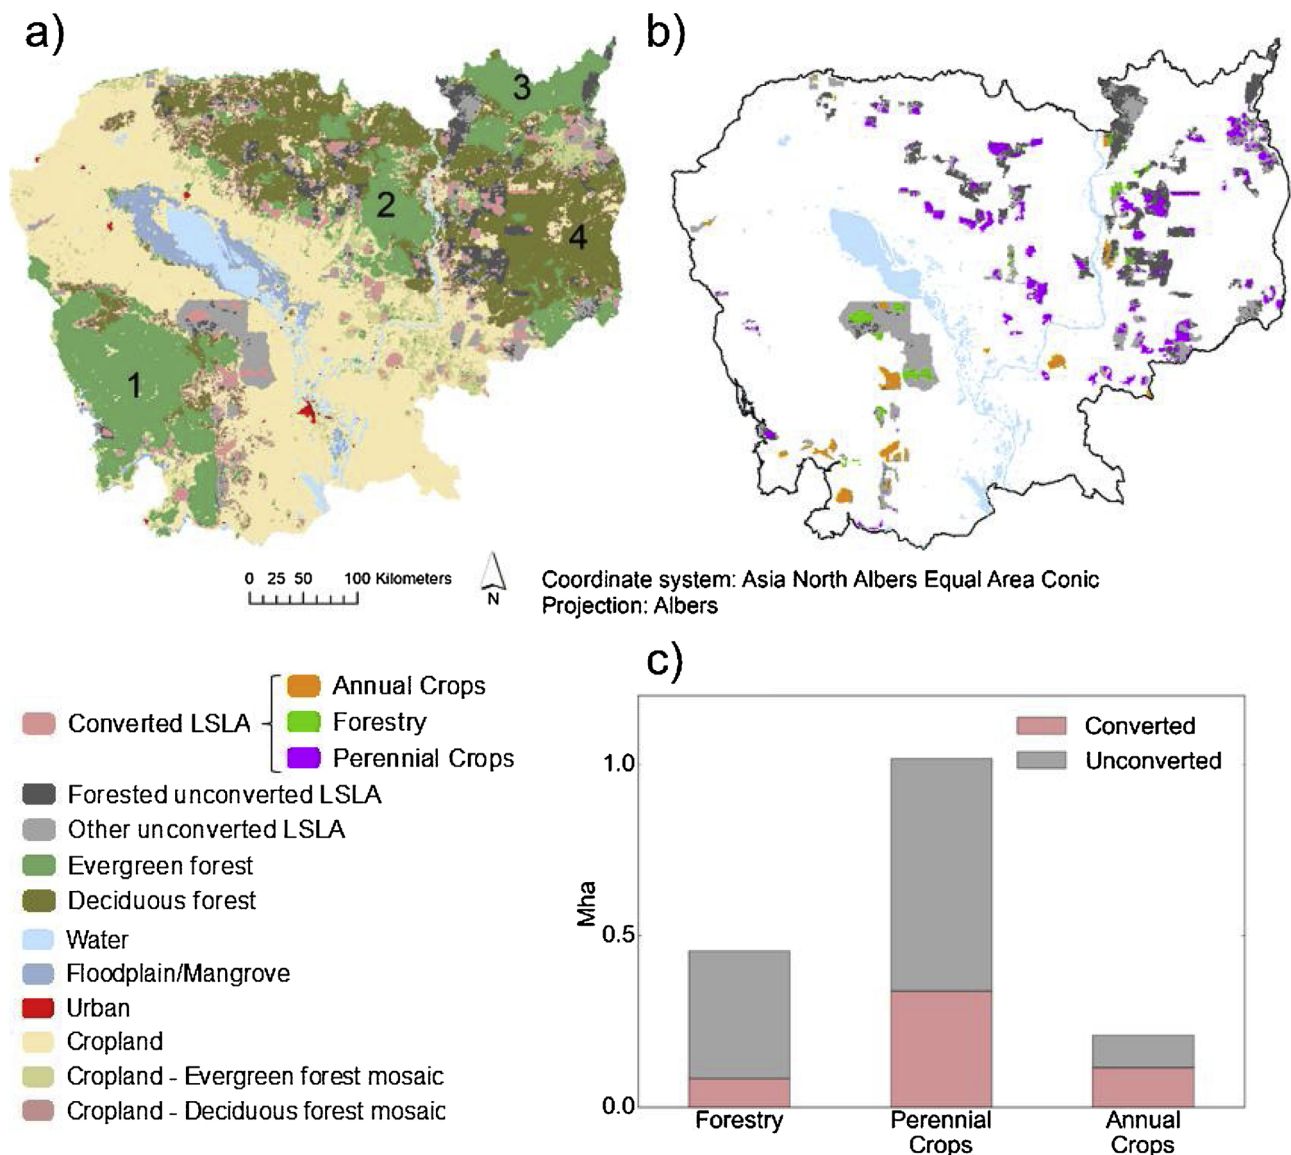 a)
b)
3
2
4
1
0 25 50 100 Kilometers
N
Coordinate system: Asia North Albers Equal Area Conic
Projection: Albers
Converted LSLA
Annual Crops
Forestry
Perennial Crops
Forested unconverted LSLA
Other unconverted LSLA
Evergreen forest
Deciduous forest
Water
Floodplain/Mangrove
Urban
Cropland
Cropland - Evergreen forest mosaic
Cropland - Deciduous forest mosaic
c)
Converted
Unconverted
1.0
0.5
0.0
Mha
Forestry
Perennial
Crops
Annual
Crops